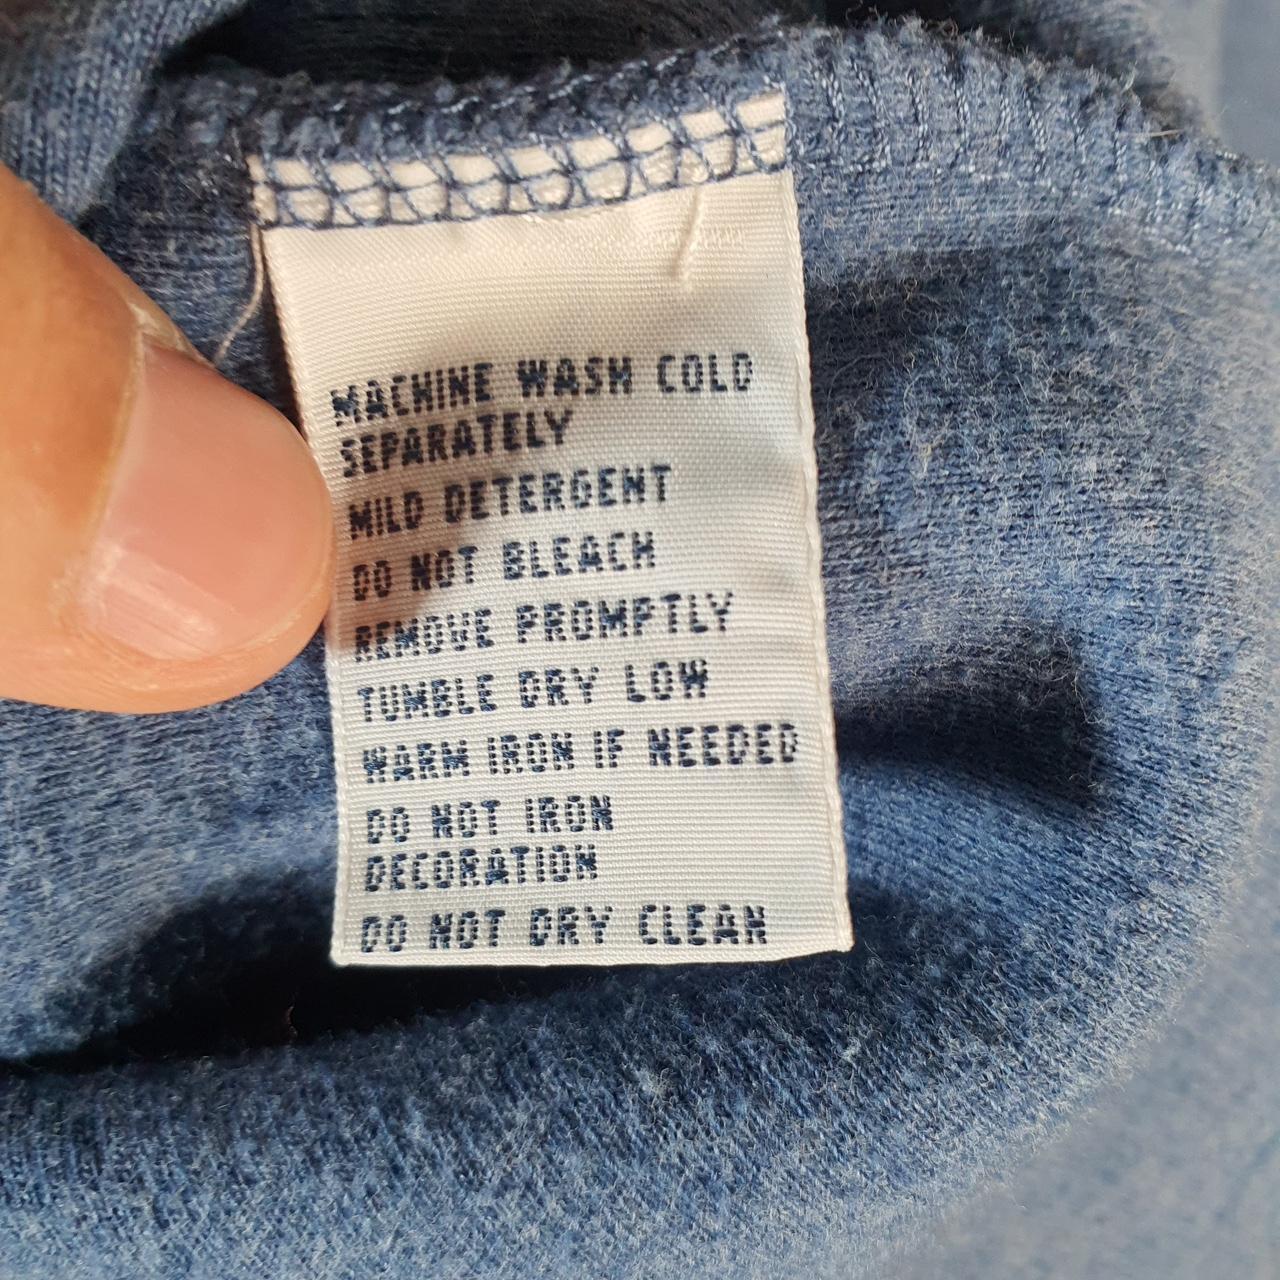 MACHINE WASH COLD
SEPARATELY
MILD DETERGENT
DO NOT BLEACH
REMOVE PROMPTLY
TUMBLE DRY LOW
WARM IRON IF NEEDED
DO NOT IRON
DECORATION
DO NOT DRY CLEAN